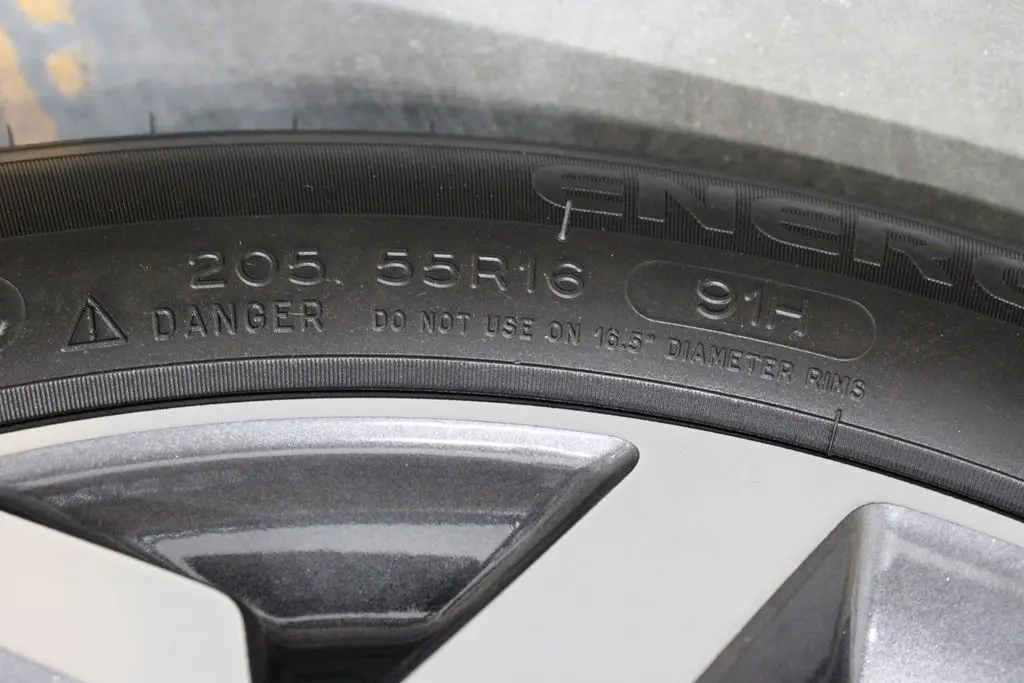 ENERG
205 55R16 91H
DANGER DO NOT USE ON 16.5" DIAMETER RIMS